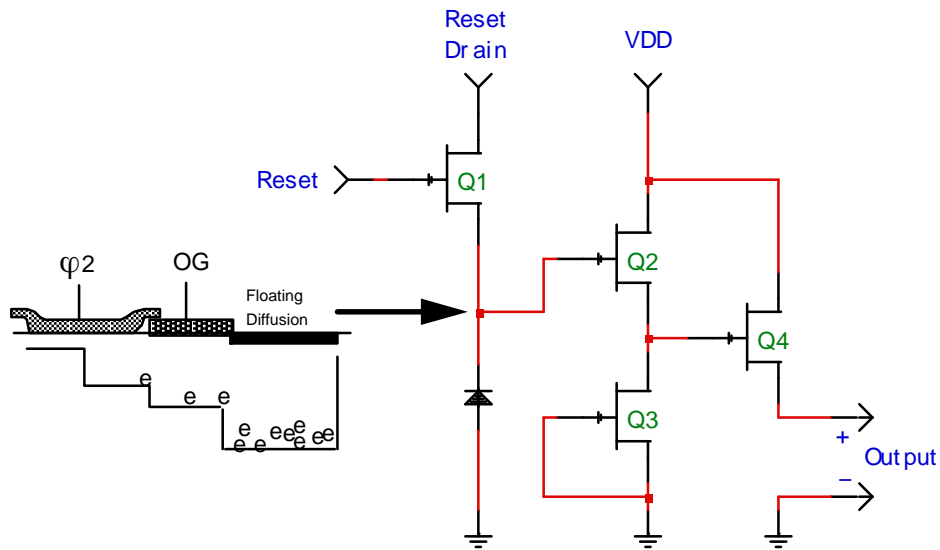 Reset
Drain
VDD
Reset
Q1
φ2
OG
Floating
Diffusion
Q2
Q4
Q3
e
e e
e e e e e e e e e
+
Output
−